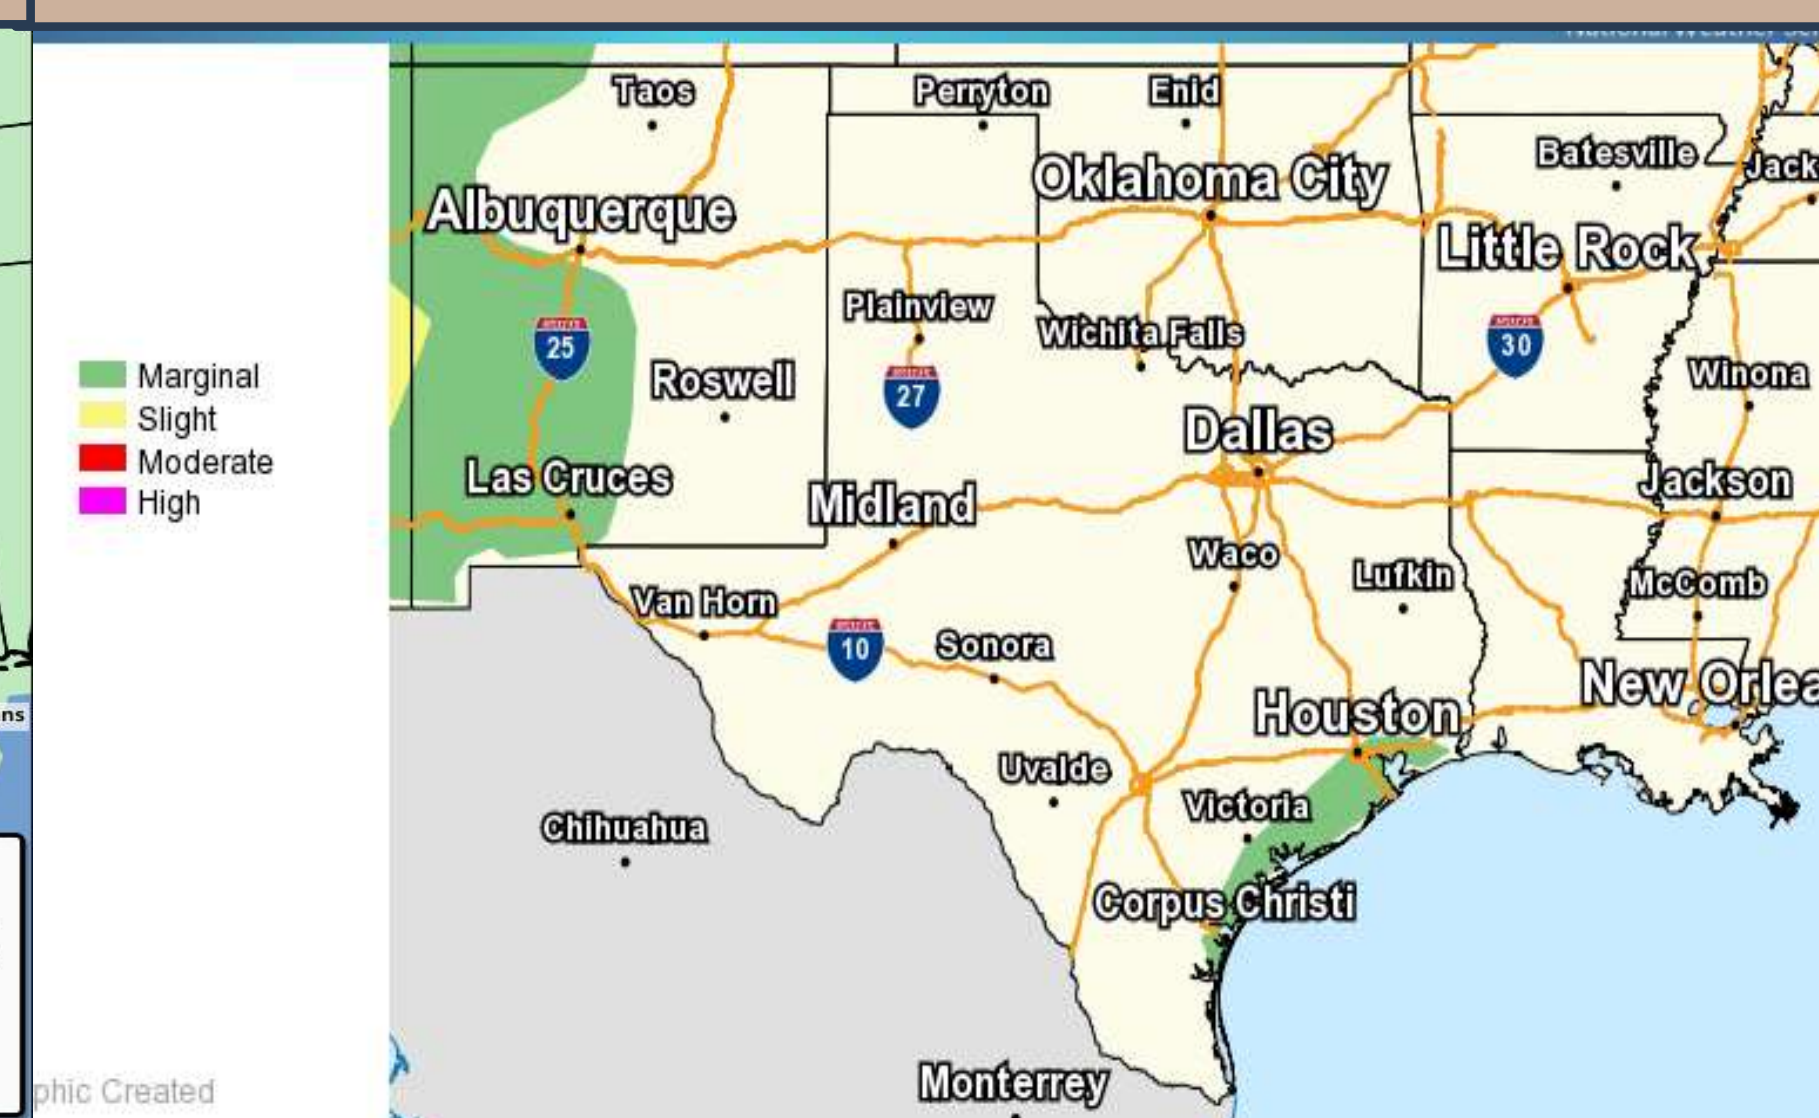 Taos
Perryton
Enid
Batesville
Jack
Oklahoma City
Albuquerque
Little Rock
Plainview
Wichita Falls
25
30
Marginal
Roswell
27
Winona
Slight
Dallas
Moderate
Las Cruces
Jackson
High
Midland
Waco
Lufkin
McComb
Van Horn
10
Sonora
New Orlea
ns
Houston
Uvalde
Victoria
Chihuahua
Corpus Christi
Monterrey
phic Created